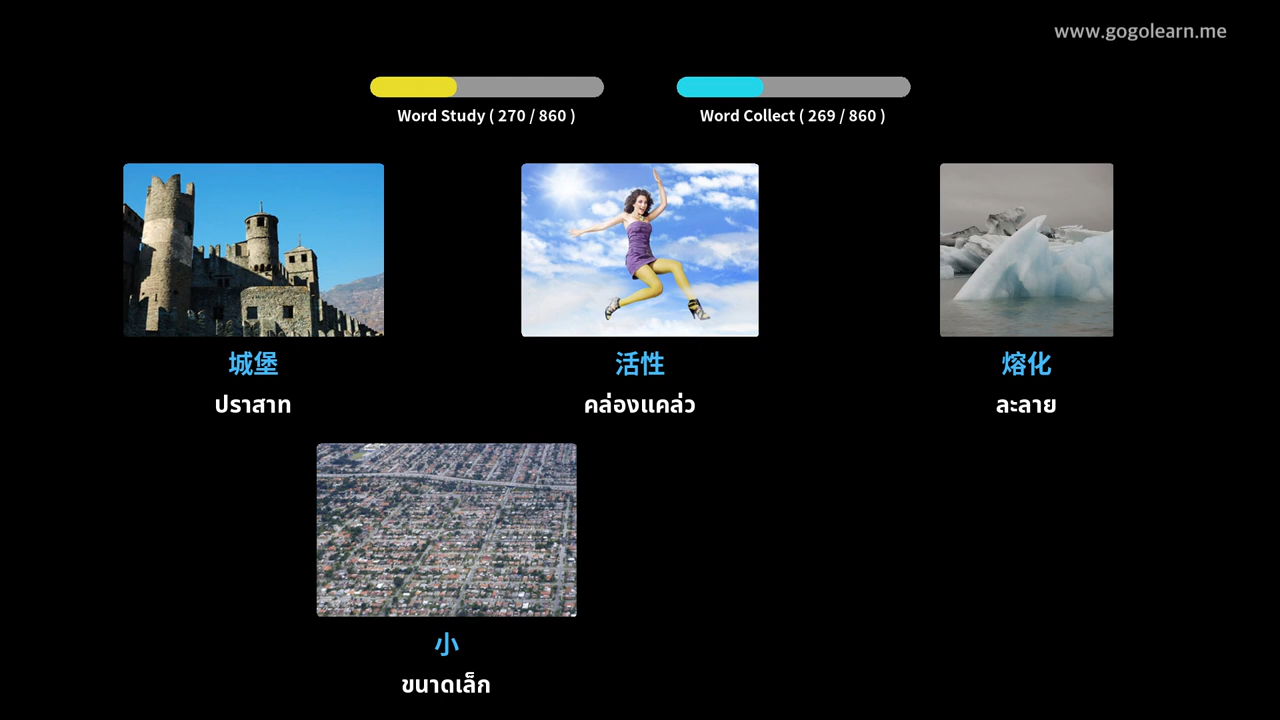 www.gogolearn.me
Word Study ( 270 / 860 )
Word Collect ( 269 / 860 )
城堡
ปราสาท
活性
คล่องแคล่ว
熔化
ละลาย
小
ขนาดเล็ก